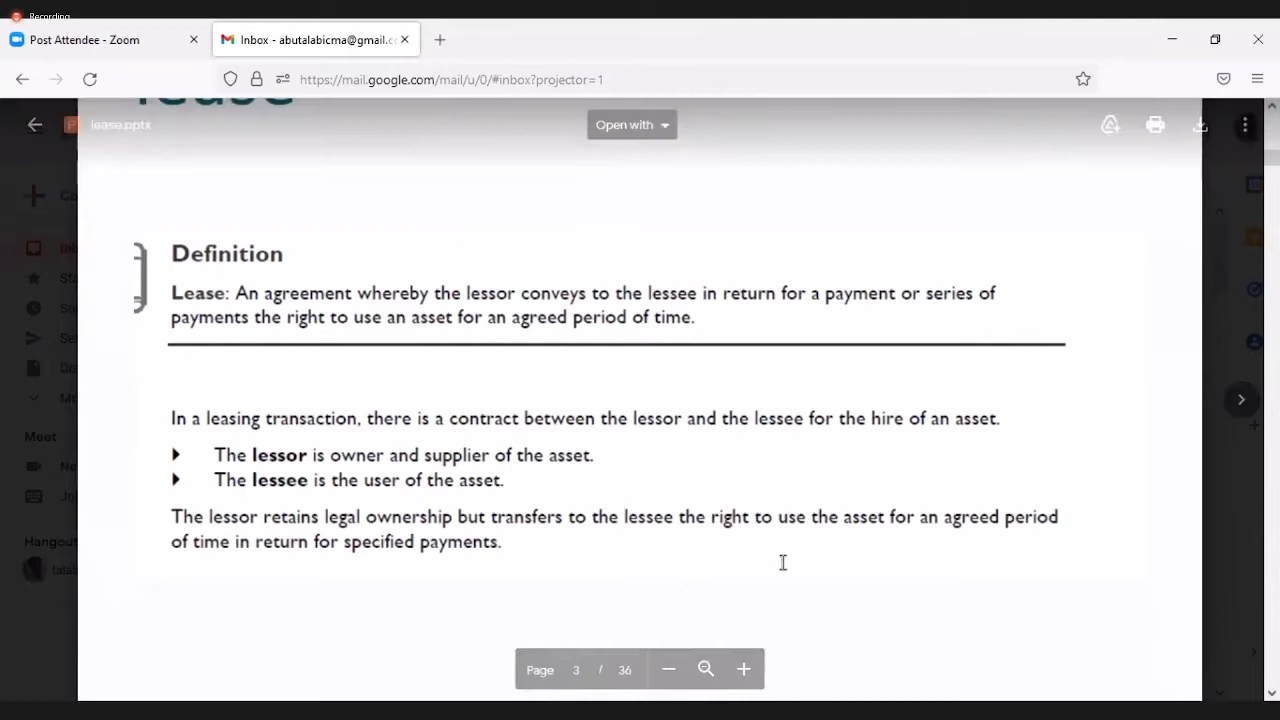 Recording
Post Attendee - Zoom
Inbox - abutalabicma@gmail.c
https://mail.google.com/mail/u/0/#inbox?projector=1
lease
lease.pptx
Open with
Definition
Lease: An agreement whereby the lessor conveys to the lessee in return for a payment or series of
payments the right to use an asset for an agreed period of time.
In a leasing transaction, there is a contract between the lessor and the lessee for the hire of an asset.
The lessor is owner and supplier of the asset.
The lessee is the user of the asset.
The lessor retains legal ownership but transfers to the lessee the right to use the asset for an agreed period
of time in return for specified payments.
Meet
Hangout
talab
Page 3 / 36